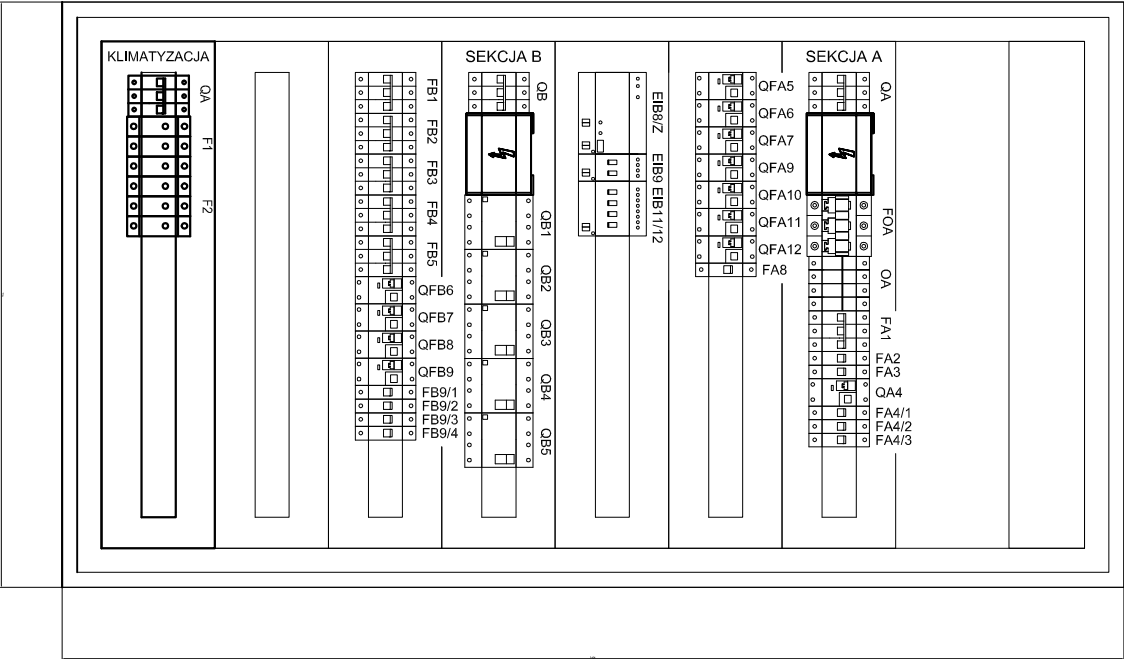 KLIMATYZACJA
QA
F1
F2
FB1
FB2
FB3
FB4
FB5
QFB6
QFB7
QFB8
QFB9
FB9/1
FB9/2
FB9/3
FB9/4
SEKCJA B
QB
QB1
QB2
QB3
QB4
QB5
EIB8/Z
EIB9
EIB11/12
QFA5
QFA6
QFA7
QFA9
QFA10
QFA11
QFA12
FA8
SEKCJA A
QA
FOA
OA
FA1
FA2
FA3
QA4
FA4/1
FA4/2
FA4/3